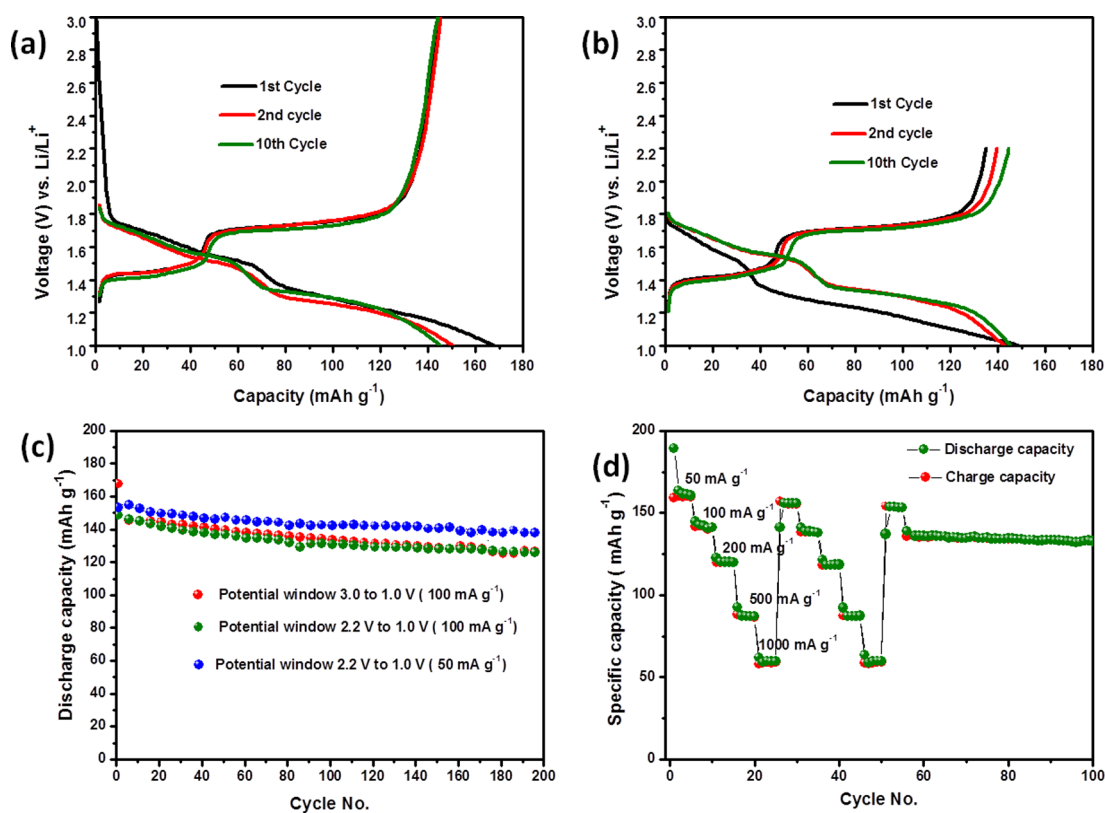 (a)
3.0
2.8
2.6
2.4
2.2
2.0
1.8
1.6
1.4
1.2
1.0
Voltage (V) vs. Li/Li⁺
1st Cycle
2nd cycle
10th Cycle
0 20 40 60 80 100 120 140 160 180
Capacity (mAh g⁻¹)
(b)
3.0
2.8
2.6
2.4
2.2
2.0
1.8
1.6
1.4
1.2
1.0
Voltage (V) vs. Li/Li⁺
1st Cycle
2nd cycle
10th Cycle
0 20 40 60 80 100 120 140 160 180
Capacity (mAh g⁻¹)
(c)
200
180
160
140
120
100
80
60
40
20
0
Discharge capacity (mAh g⁻¹)
Potential window 3.0 to 1.0 V ( 100 mA g⁻¹)
Potential window 2.2 V to 1.0 V ( 100 mA g⁻¹)
Potential window 2.2 V to 1.0 V ( 50 mA g⁻¹)
0 20 40 60 80 100 120 140 160 180 200
Cycle No.
(d)
200
150
100
50
0
Specific capacity ( mAh g⁻¹)
Discharge capacity
Charge capacity
50 mA g⁻¹
100 mA g⁻¹
200 mA g⁻¹
500 mA g⁻¹
1000 mA g⁻¹
0 20 40 60 80 100
Cycle No.